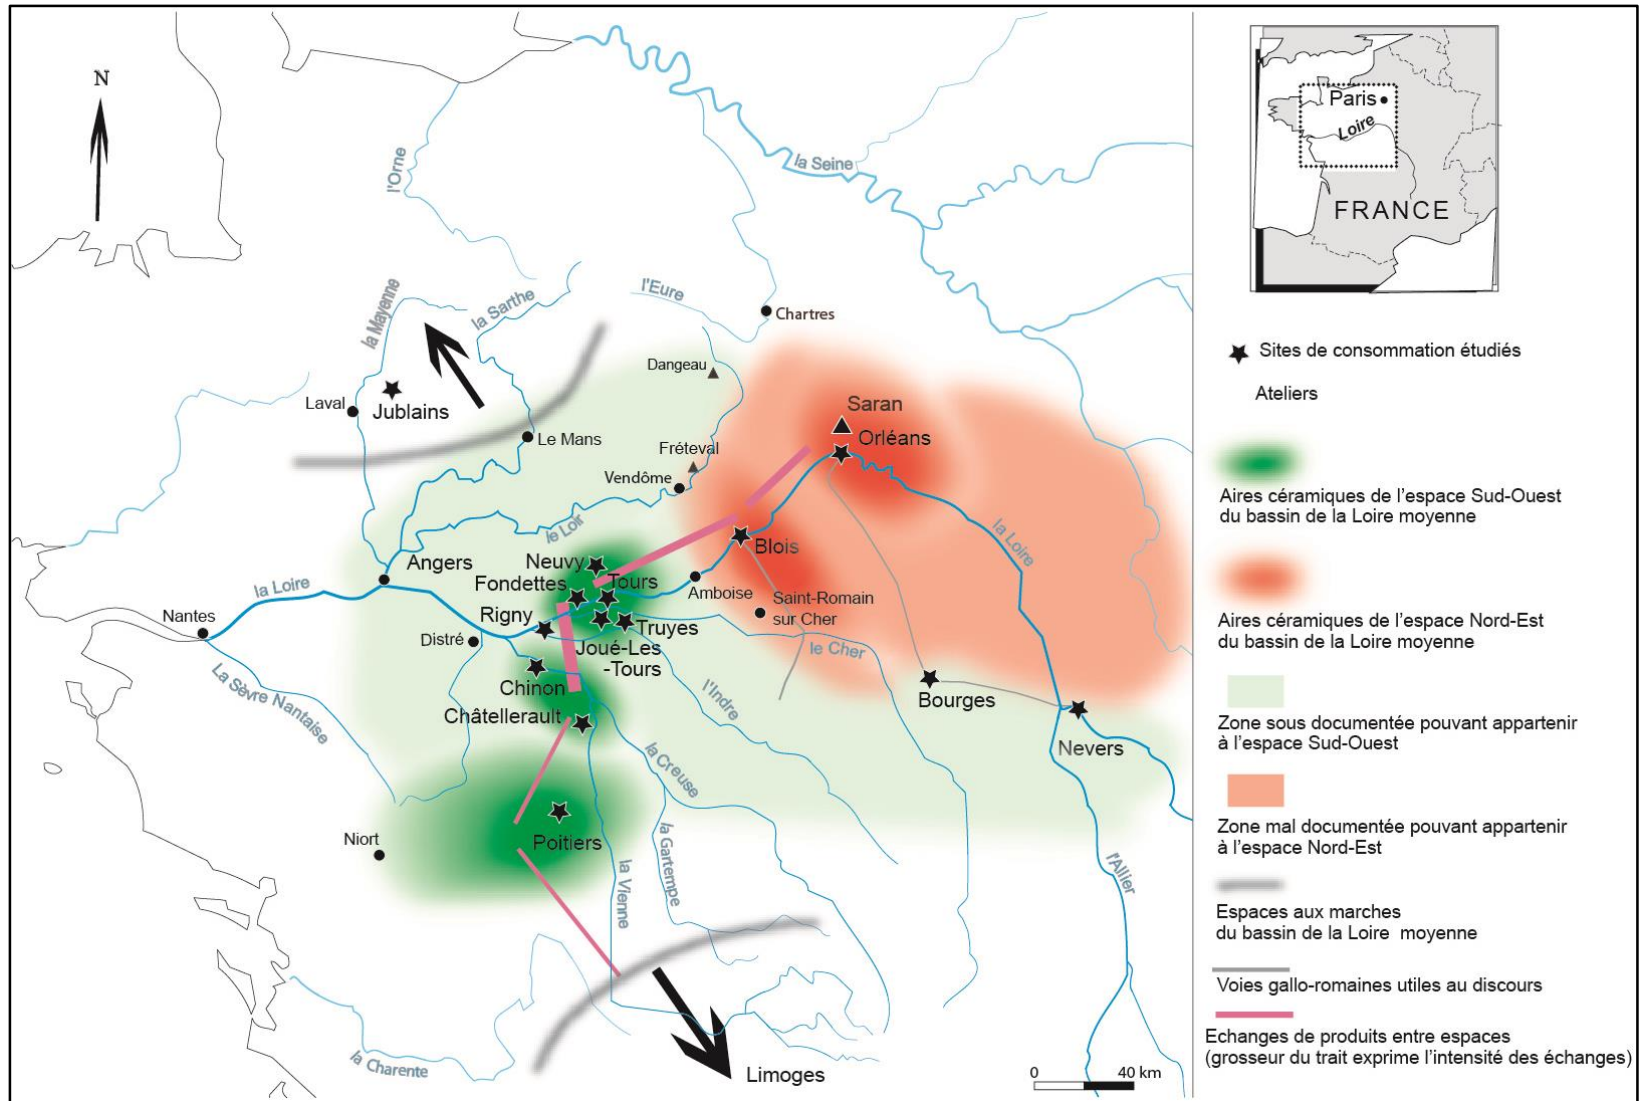 N
l'Orne
la Seine
la Mayenne
la Sarthe
l'Eure
Chartres
Dangeau
Laval
Jublains
Le Mans
Saran
Orléans
Fréteval
Vendôme
le Loir
Blois
la Loire
Neuvy
Fondettes
Tours
Angers
la Loire
Amboise
Saint-Romain
sur Cher
Nantes
Rigny
Truyes
Distré
Joué-Les
-Tours
le Cher
La Sèvre Nantaise
Chinon
l'Indre
Bourges
Châtellerault
Nevers
la Creuse
Niort
Poitiers
la Gartempe
la Vienne
l'Allier
la Charente
Limoges
0 40 km
Paris
Loire
FRANCE
Sites de consommation étudiés
Ateliers
Aires céramiques de l'espace Sud-Ouest
du bassin de la Loire moyenne
Aires céramiques de l'espace Nord-Est
du bassin de la Loire moyenne
Zone sous documentée pouvant appartenir
à l'espace Sud-Ouest
Zone mal documentée pouvant appartenir
à l'espace Nord-Est
Espaces aux marches
du bassin de la Loire moyenne
Voies gallo-romaines utiles au discours
Echanges de produits entre espaces
(grosseur du trait exprime l'intensité des échanges)